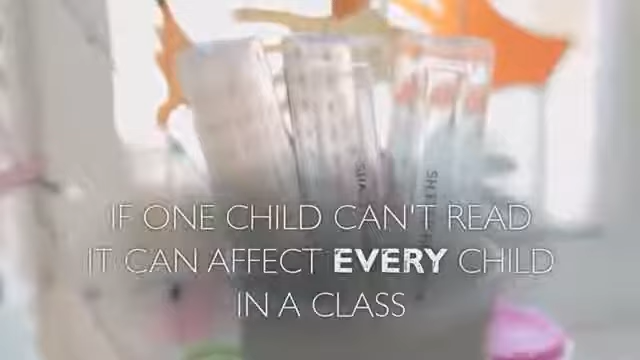 IF ONE CHILD CAN'T READ
IT CAN AFFECT EVERY CHILD
IN A CLASS